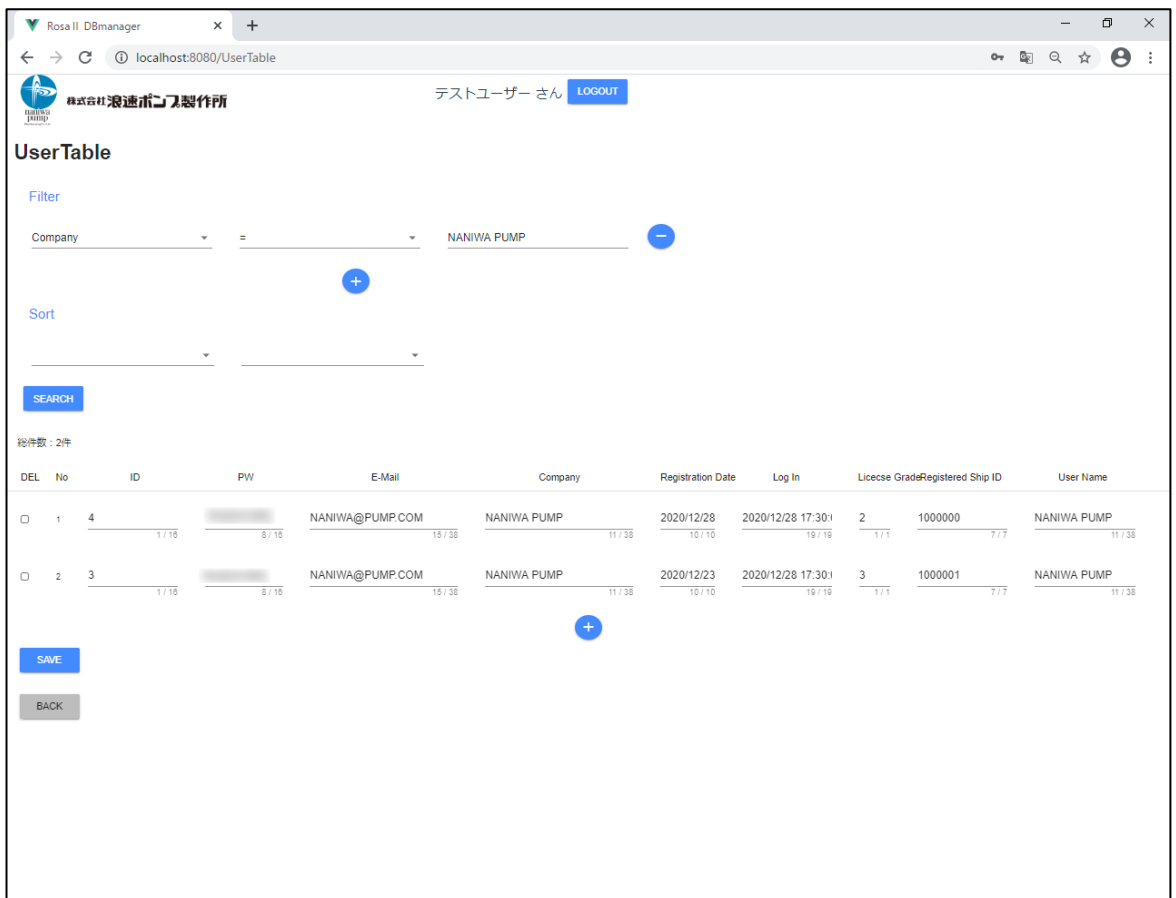 Rosa II DBmanager
localhost:8080/UserTable
naniwa
pump
株式会社浪速ポンプ製作所
テストユーザー さん LOGOUT
UserTable
Filter
Company = NANIWA PUMP
Sort
SEARCH
総件数 : 2件
DEL No ID PW E-Mail Company Registration Date Log In Licecse Grade Registered Ship ID User Name
1 4 NANIWA@PUMP.COM NANIWA PUMP 2020/12/28 2020/12/28 17:30: 2 1000000 NANIWA PUMP
1 / 16 8 / 16 15 / 38 11 / 38 10 / 10 19 / 19 1 / 1 7 / 7 11 / 38
2 3 NANIWA@PUMP.COM NANIWA PUMP 2020/12/23 2020/12/28 17:30: 3 1000001 NANIWA PUMP
1 / 16 8 / 16 15 / 38 11 / 38 10 / 10 19 / 19 1 / 1 7 / 7 11 / 38
SAVE
BACK